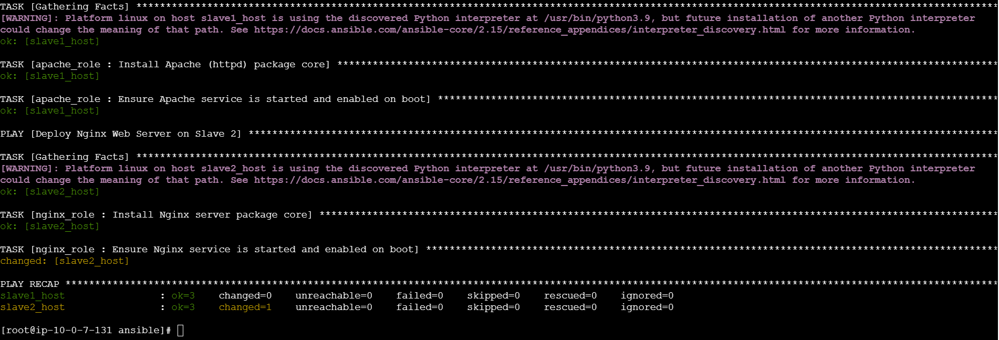 TASK [Gathering Facts] **************************************************************************************************************************************************
[WARNING]: Platform linux on host slave1_host is using the discovered Python interpreter at /usr/bin/python3.9, but future installation of another Python interpreter
could change the meaning of that path. See https://docs.ansible.com/ansible-core/2.15/reference_appendices/interpreter_discovery.html for more information.
ok: [slave1_host]
TASK [apache_role : Install Apache (httpd) package core] ****************************************************************************************************************
ok: [slave1_host]
TASK [apache_role : Ensure Apache service is started and enabled on boot] ***********************************************************************************************
ok: [slave1_host]
PLAY [Deploy Nginx Web Server on Slave 2] *******************************************************************************************************************************
TASK [Gathering Facts] **************************************************************************************************************************************************
[WARNING]: Platform linux on host slave2_host is using the discovered Python interpreter at /usr/bin/python3.9, but future installation of another Python interpreter
could change the meaning of that path. See https://docs.ansible.com/ansible-core/2.15/reference_appendices/interpreter_discovery.html for more information.
ok: [slave2_host]
TASK [nginx_role : Install Nginx server package core] *******************************************************************************************************************
ok: [slave2_host]
TASK [nginx_role : Ensure Nginx service is started and enabled on boot] *************************************************************************************************
changed: [slave2_host]
PLAY RECAP **************************************************************************************************************************************************************
slave1_host : ok=3 changed=0 unreachable=0 failed=0 skipped=0 rescued=0 ignored=0
slave2_host : ok=3 changed=1 unreachable=0 failed=0 skipped=0 rescued=0 ignored=0
[root@ip-10-0-7-131 ansible]#